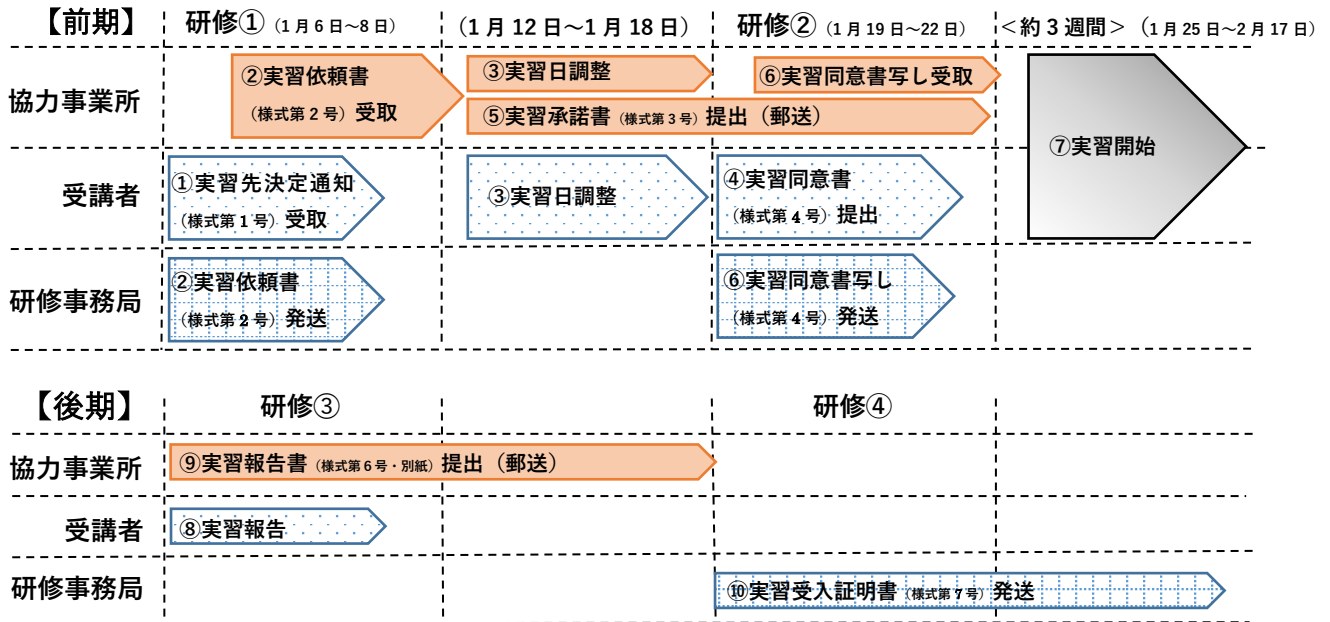 【前期】 研修①（1月6日～8日） （1月12日～1月18日） 研修②（1月19日～22日） ＜約3週間＞（1月25日～2月17日）
協力事業所
②実習依頼書
（様式第2号）受取
③実習日調整
⑤実習承諾書（様式第3号）提出（郵送）
⑥実習同意書写し受取
⑦実習開始
受講者
①実習先決定通知
（様式第1号）受取
③実習日調整
④実習同意書
（様式第4号）提出
研修事務局
②実習依頼書
（様式第2号）発送
⑥実習同意書写し
（様式第4号）発送
【後期】 研修③ 研修④
協力事業所
⑨実習報告書（様式第6号・別紙）提出（郵送）
受講者
⑧実習報告
研修事務局
⑩実習受入証明書（様式第7号）発送